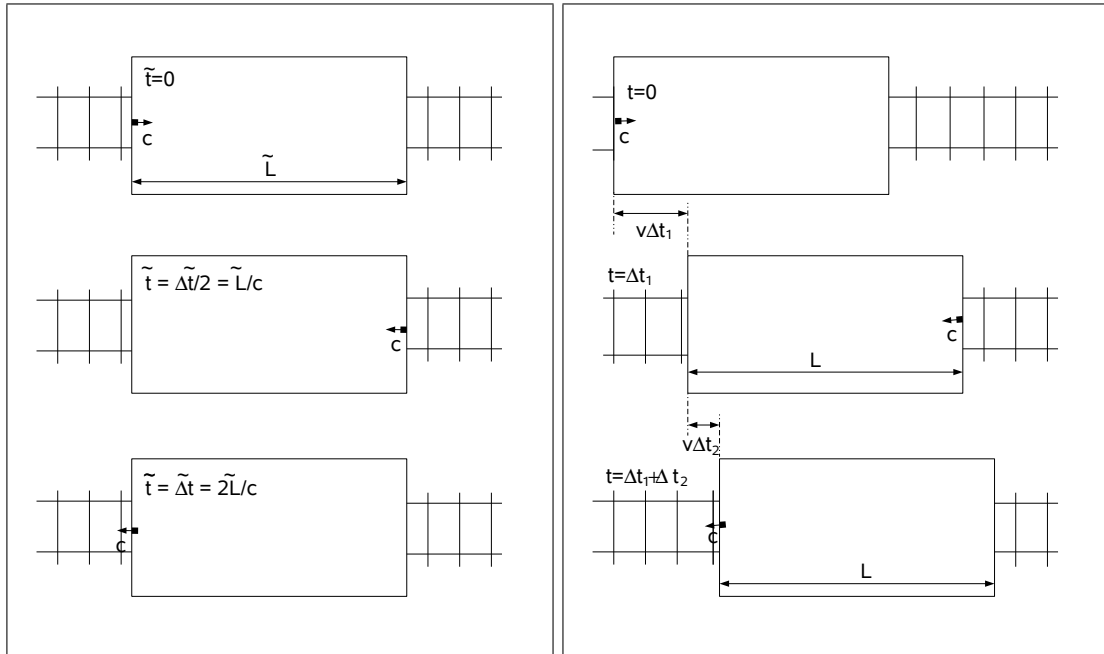 t̃=0
c
L̃
t̃ = Δt̃/2 = L̃/c
c
t̃ = Δt̃ = 2L̃/c
c
t=0
c
vΔt₁
t=Δt₁
c
L
vΔt₂
t=Δt₁+Δ t₂
c
L